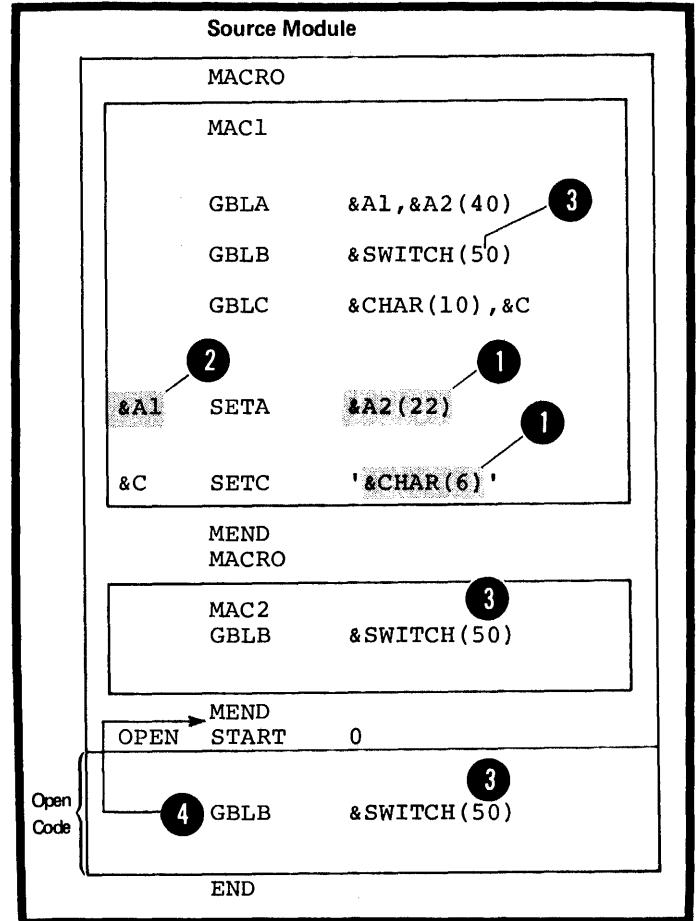 Source Module
MACRO
MAC1
GBLA &A1,&A2(40) 3
GBLB &SWITCH(50)
GBLC &CHAR(10),&C
2 1
&A1 SETA &A2(22)
1
&C SETC '&CHAR(6)'
MEND
MACRO
3
MAC2
GBLB &SWITCH(50)
MEND
OPEN START 0
3
Open
Code
4 GBLB &SWITCH(50)
END